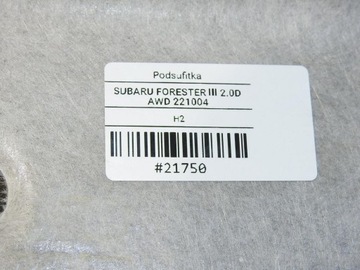 Podsufitka
SUBARU FORESTER III 2.0D
AWD 221004
H2
#21750